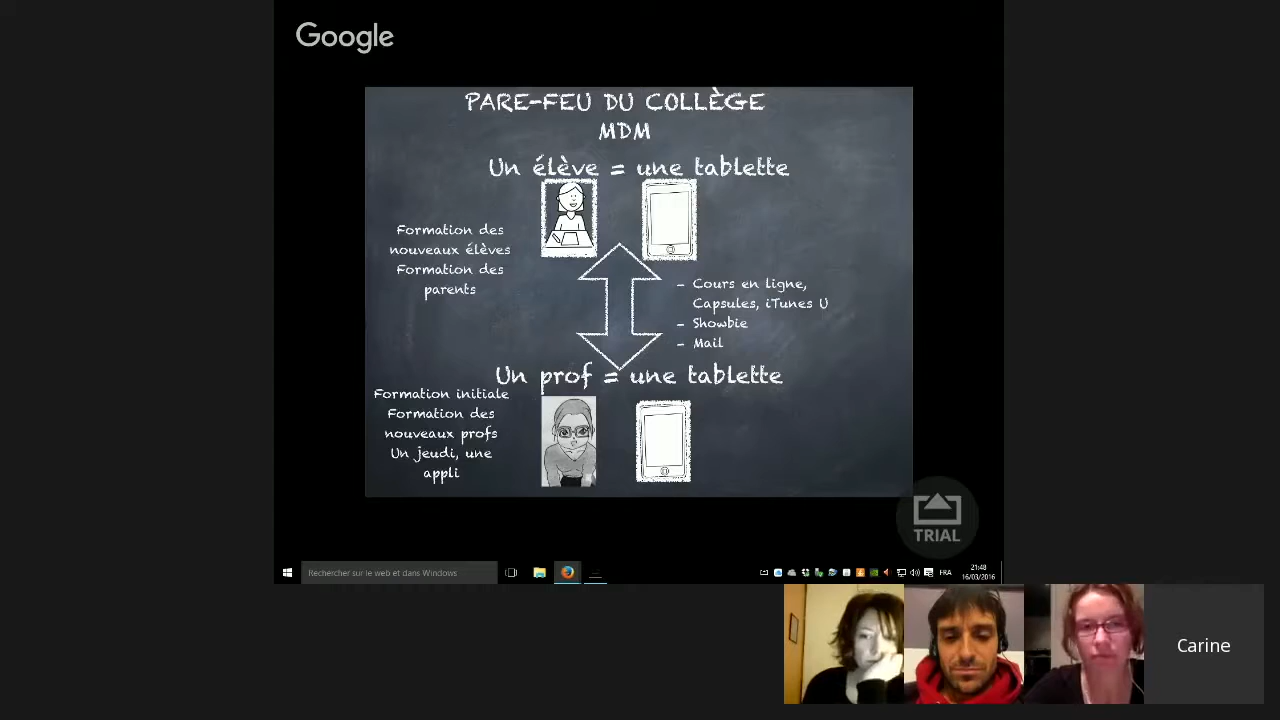 Google
PARE-FEU DU COLLÈGE
MDM
Un élève = une tablette
Formation des
nouveaux élèves
Formation des
parents
- Cours en ligne,
Capsules, iTunes U
- Showbie
- Mail
Un prof = une tablette
Formation initiale
Formation des
nouveaux profs
Un jeudi, une
appli
TRIAL
Rechercher sur le web et dans Windows
FRA
21:48
16/03/2016
Carine